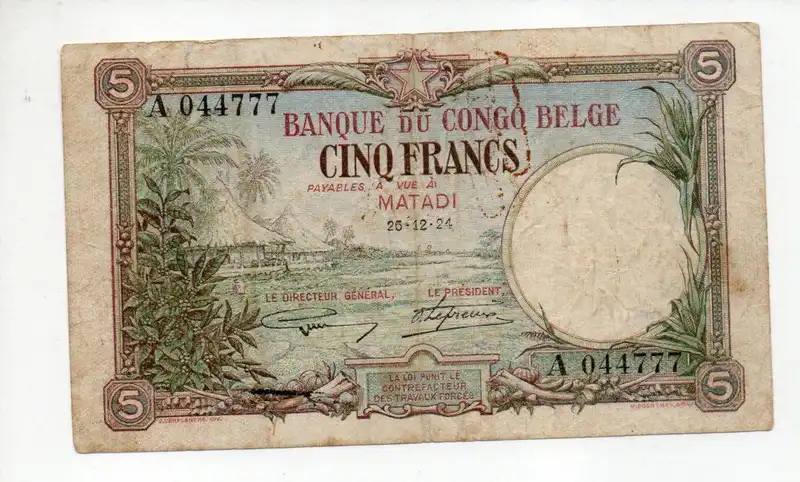 5 5
A 044777
BANQUE DU CONGO BELGE
CINQ FRANCS
PAYABLES, A VUE A
MATADI
26-12-24
LE DIRECTEUR GÉNÉRAL, LE PRÉSIDENT,
A 044777
LA LOI PUNIT LE
CONTREFACTEUR
DES TRAVAUX FORCÉS
5 5